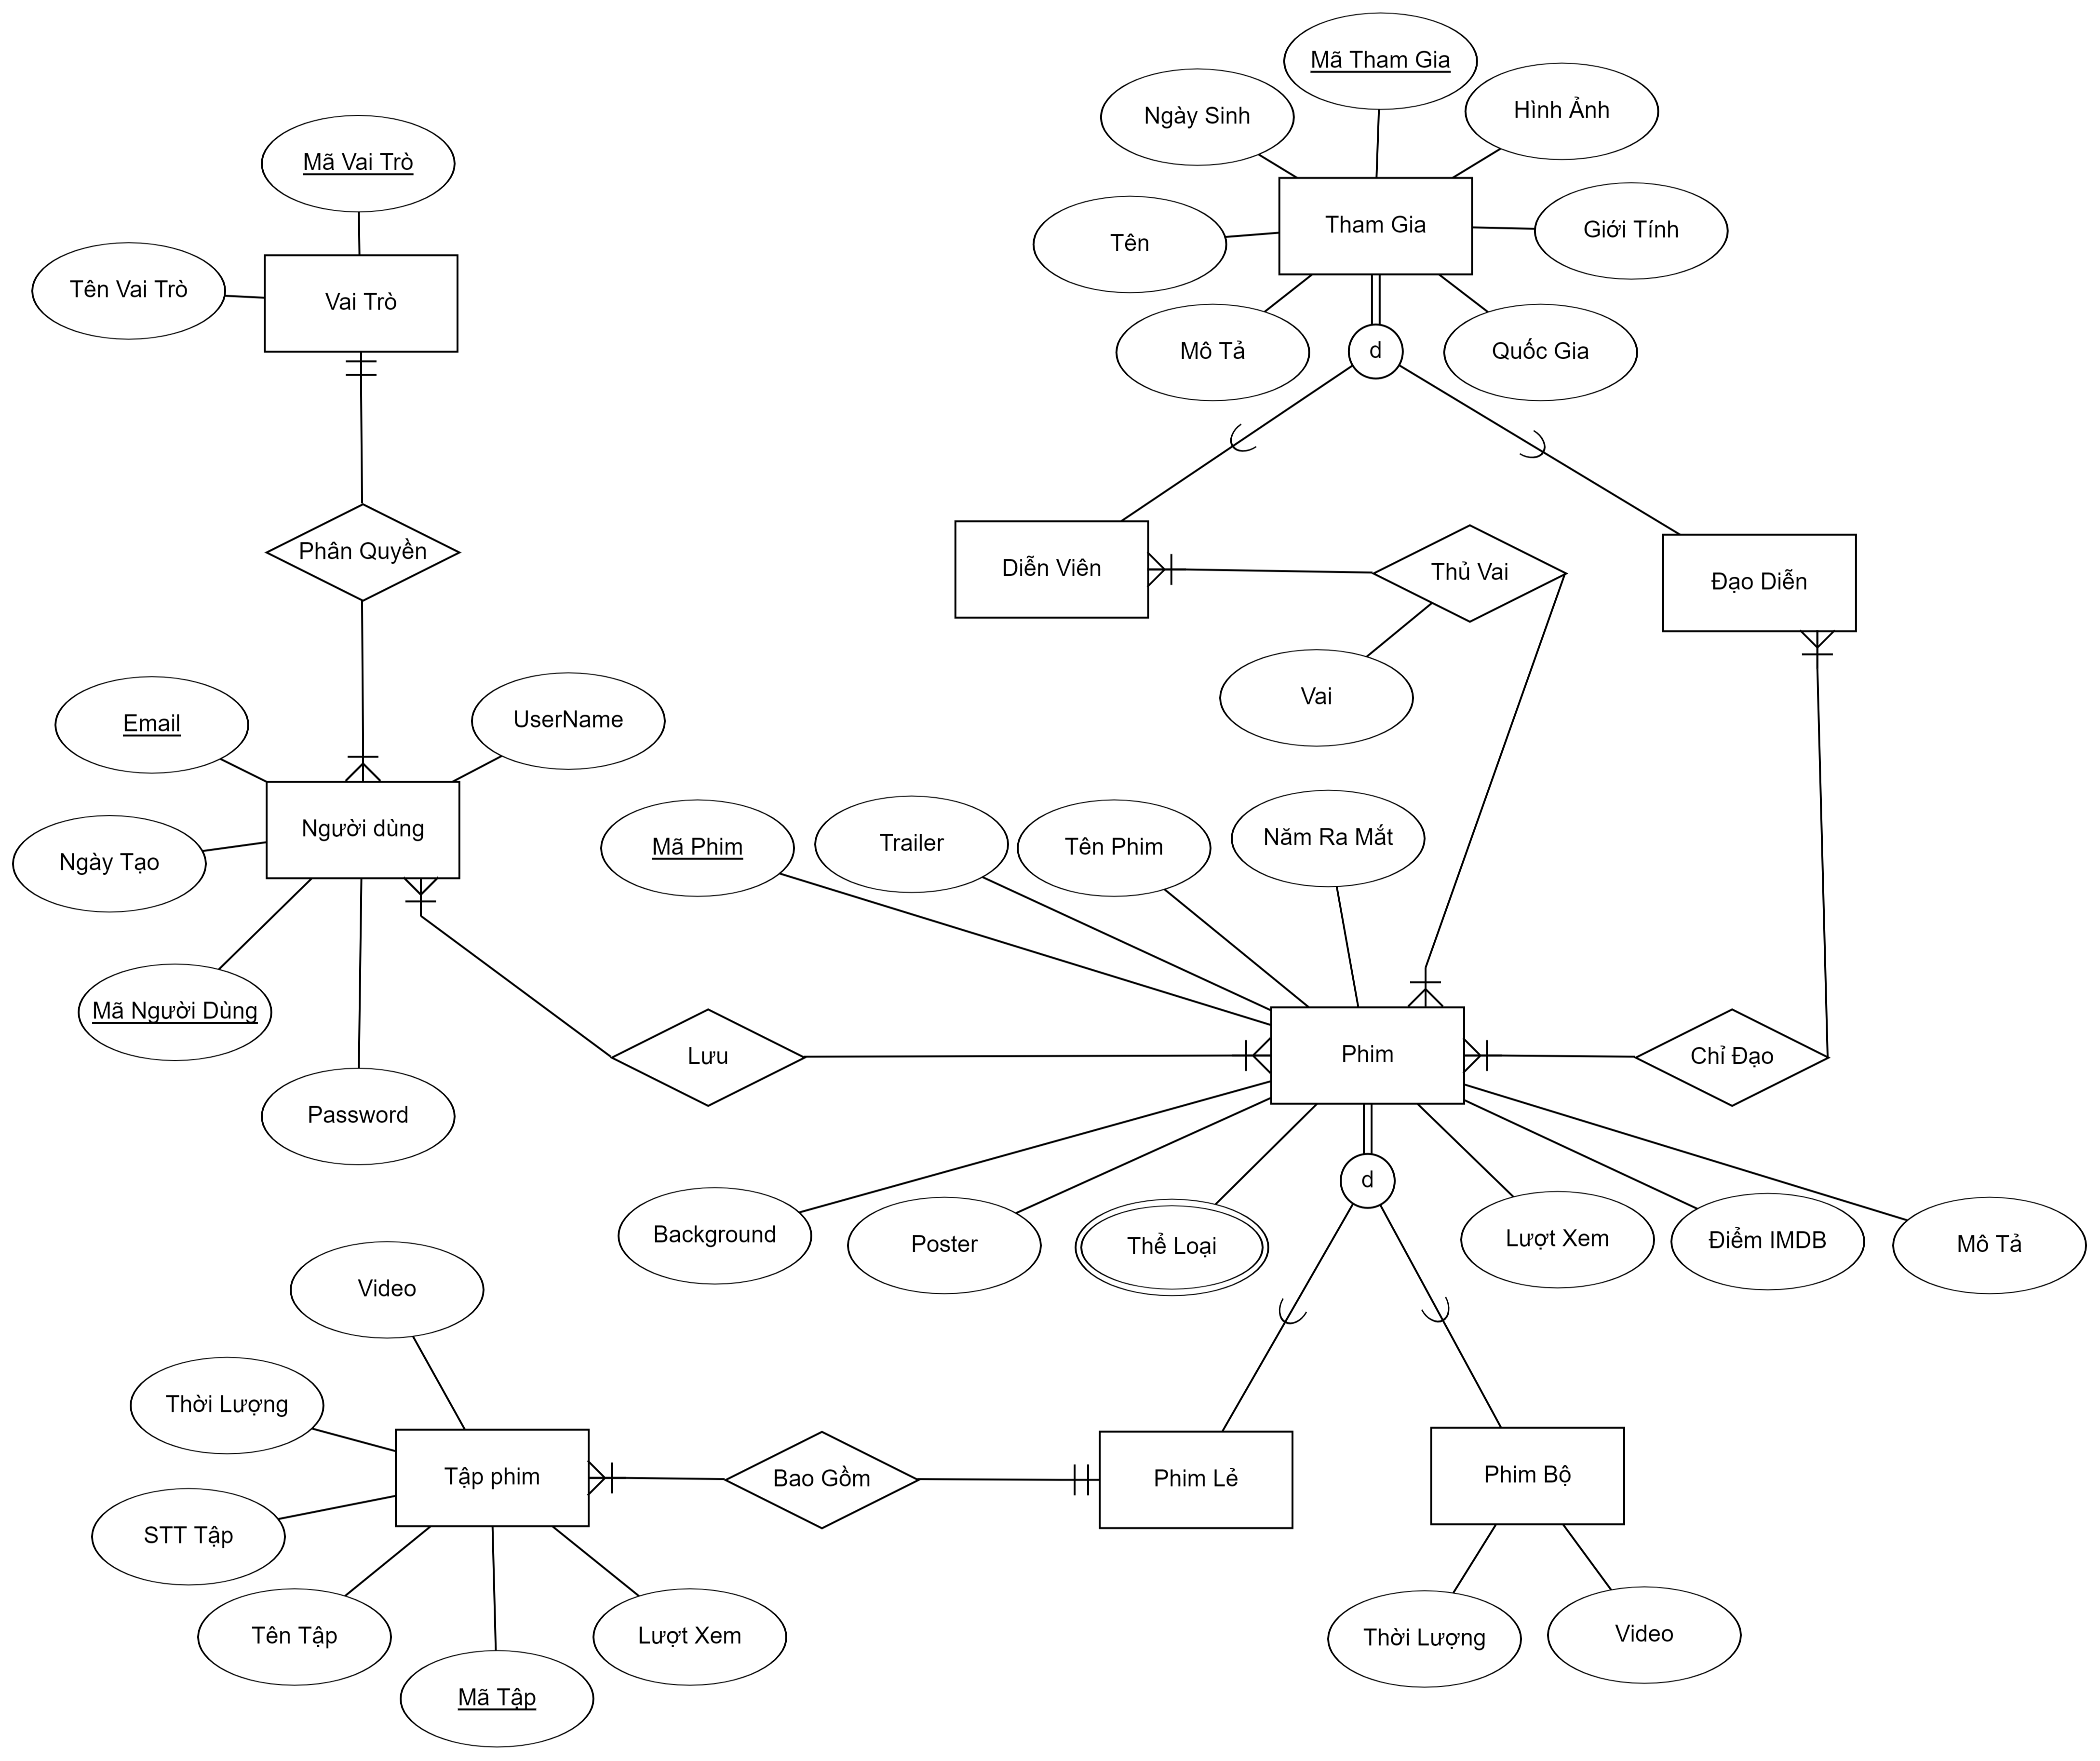 Mã Tham Gia
Ngày Sinh
Hình Ảnh
Mã Vai Trò
Tham Gia
Giới Tính
Tên
Tên Vai Trò
Vai Trò
Mô Tả
d
Quốc Gia
Phân Quyền
Diễn Viên
Thủ Vai
Đạo Diễn
Vai
Email
UserName
Người dùng
Ngày Tạo
Mã Phim
Trailer
Tên Phim
Năm Ra Mắt
Mã Người Dùng
Lưu
Phim
Chỉ Đạo
Password
d
Background
Poster
Thể Loại
Lượt Xem
Điểm IMDB
Mô Tả
Video
Thời Lượng
Tập phim
Bao Gồm
Phim Lẻ
Phim Bộ
STT Tập
Tên Tập
Lượt Xem
Thời Lượng
Video
Mã Tập